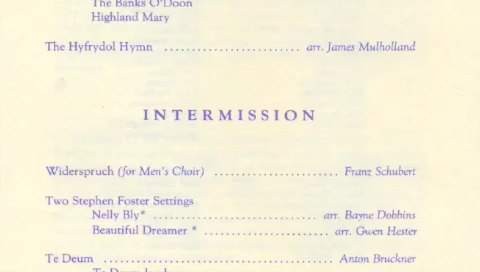 The Banks O'Doon
Highland Mary
The Hyfrydol Hymn ........................ arr. James Mulholland
INTERMISSION
Widerspruch (for Men's Choir) ...................... Franz Schubert
Two Stephen Foster Settings
Nelly Bly* ............................. arr. Bayne Dobbins
Beautiful Dreamer * ........................... arr. Gwen Hester
Te Deum ........................................ Anton Bruckner